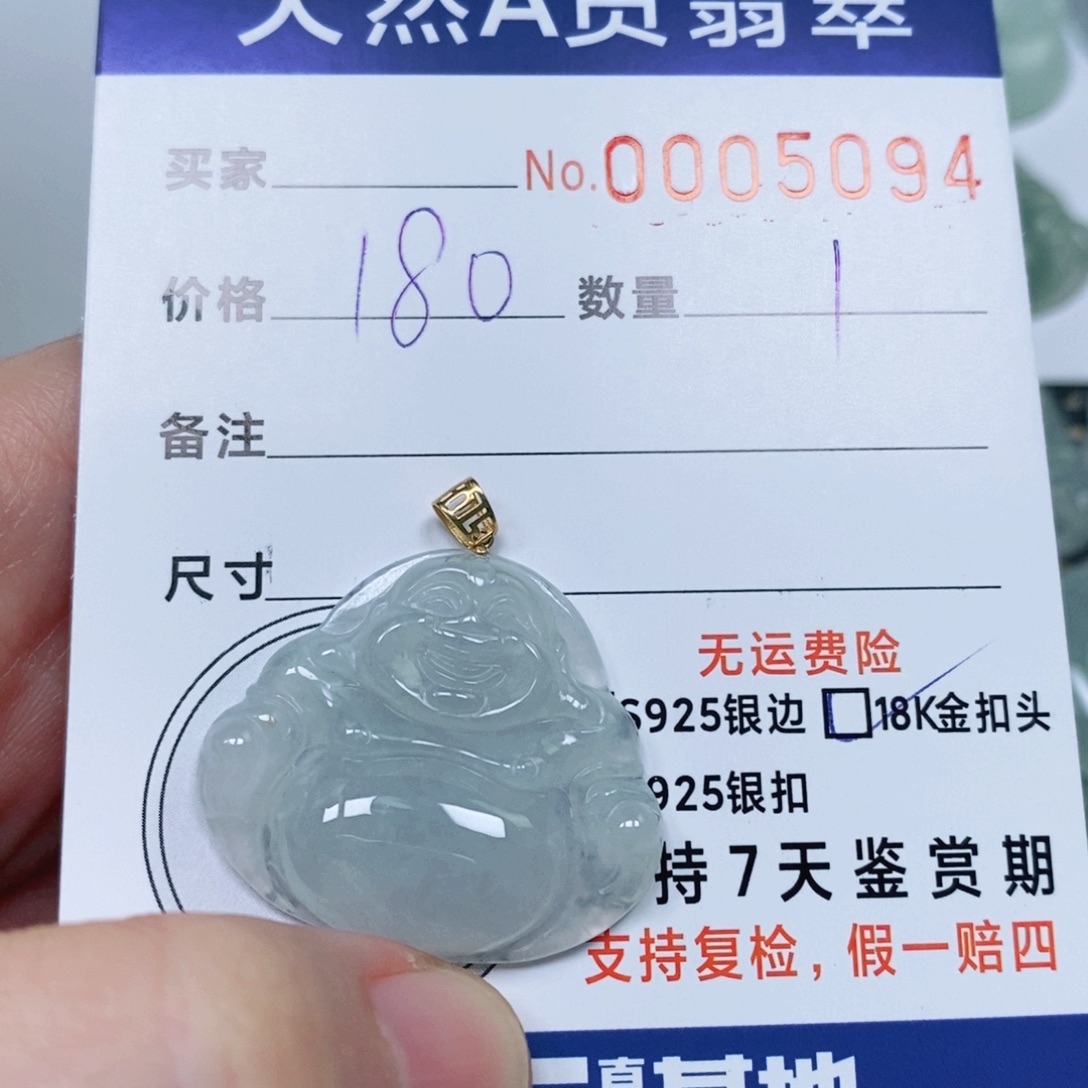 天然A货翡翠
买家 No.0005094
价格 180 数量 1
备注
尺寸
无运费险
S925银边 18K金扣头
925银扣
持7天鉴赏期
支持复检，假一赔四
基地